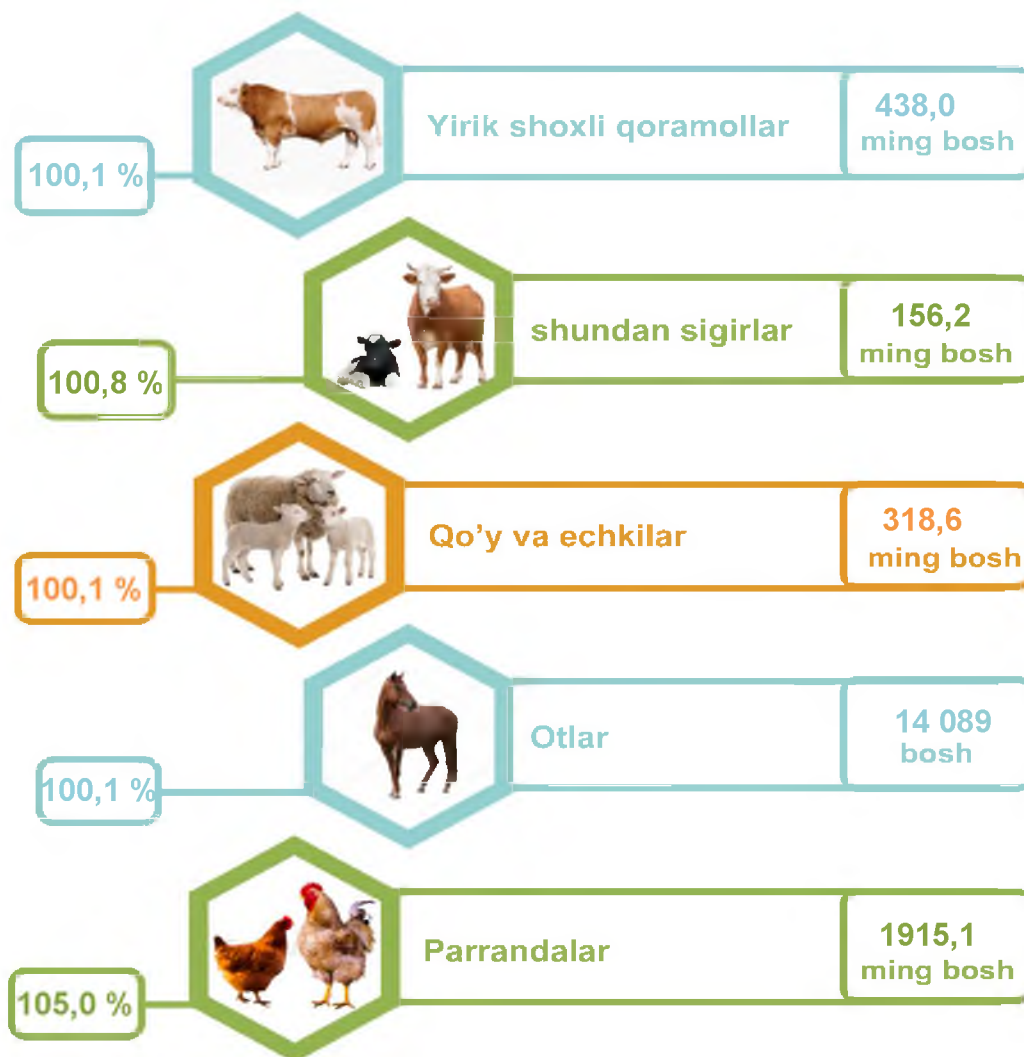 Yirik shoxli qoramollar
438,0
ming bosh
100,1 %
shundan sigirlar
156,2
ming bosh
100,8 %
Qo'y va echkilar
318,6
ming bosh
100,1 %
Otlar
14 089
bosh
100,1 %
Parrandalar
1915,1
ming bosh
105,0 %